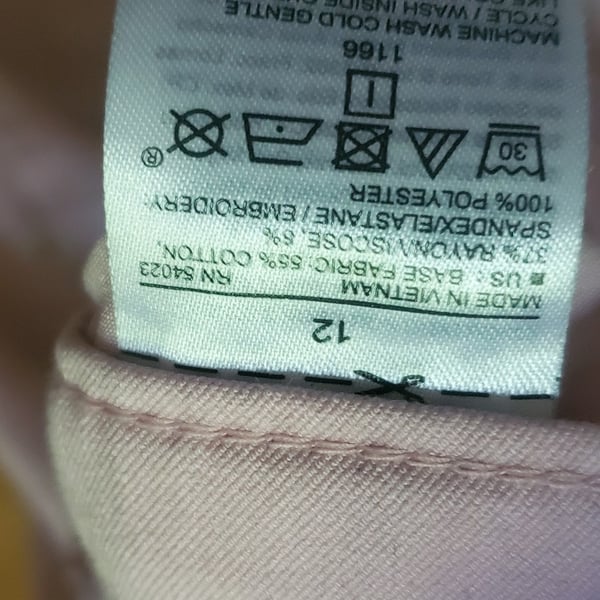 12
MADE IN VIETNAM
RN 54023
■ US : BASE FABRIC: 55% COTTON,
37% RAYON/VISCOSE, 8%
SPANDEX/ELASTANE / EMBROIDERY:
100% POLYESTER
®
30
1166
MACHINE WASH COLD GENTLE
CYCLE / WASH INSIDE